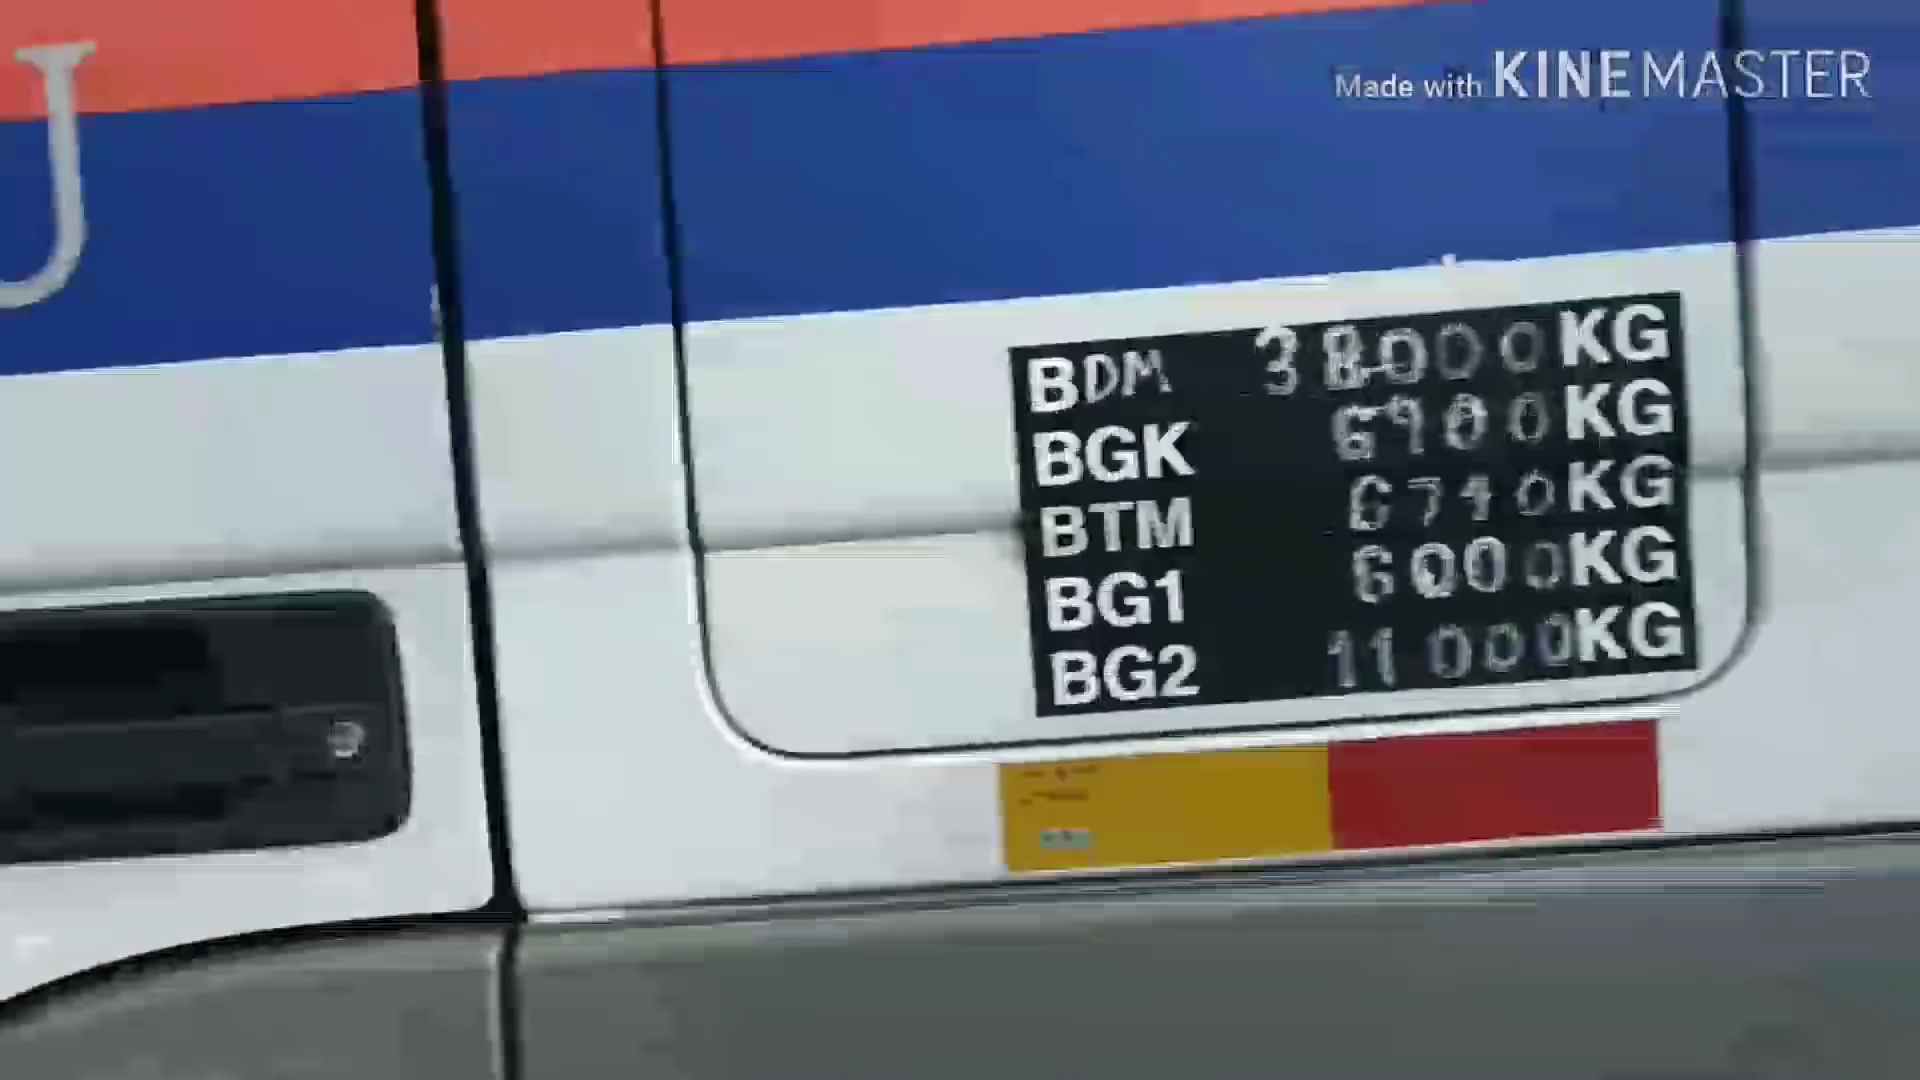 J
Made with KINEMASTER
BDM 38000KG
BGK 6900KG
BTM 6710KG
BG1 6000KG
BG2 11000KG